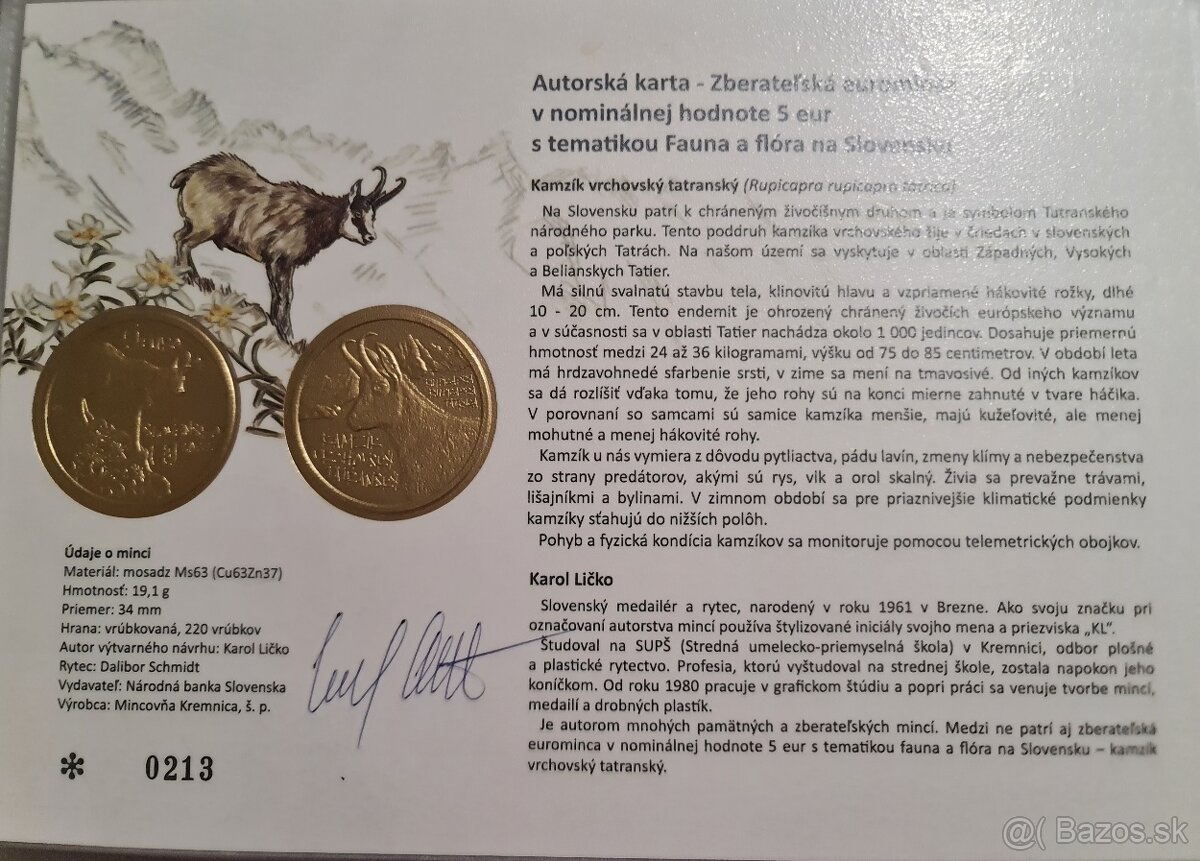 Autorská karta - Zberateľská eurominca
v nominálnej hodnote 5 eur
s tematikou Fauna a flóra na Slovensku
Kamzík vrchovský tatranský (Rupicapra rupicapra tatrica)
Na Slovensku patrí k chráneným živočíšnym druhom a je symbolom Tatranského
národného parku. Tento poddruh kamzíka vrchovského žije v čriedach v slovenských
a poľských Tatrách. Na našom území sa vyskytuje v oblasti Západných, Vysokých
a Belianskych Tatier.
Má silnú svalnatú stavbu tela, klinovitú hlavu a vzpriamené hákovité rožky, dlhé
10 - 20 cm. Tento endemit je ohrozený chránený živočích európskeho významu
a v súčasnosti sa v oblasti Tatier nachádza okolo 1 000 jedincov. Dosahuje priemernú
hmotnosť medzi 24 až 36 kilogramami, výšku od 75 do 85 centimetrov. V období leta
má hrdzavohnedé sfarbenie srsti, v zime sa mení na tmavosivé. Od iných kamzíkov
sa dá rozlíšiť vďaka tomu, že jeho rohy sú na konci mierne zahnuté v tvare háčika.
V porovnaní so samcami sú samice kamzíka menšie, majú kužeľovité, ale menej
mohutné a menej hákovité rohy.
Kamzík u nás vymiera z dôvodu pytliactva, pádu lavín, zmeny klímy a nebezpečenstva
zo strany predátorov, akými sú rys, vlk a orol skalný. Živia sa prevažne trávami,
lišajníkmi a bylinami. V zimnom období sa pre priaznivejšie klimatické podmienky
kamzíky sťahujú do nižších polôh.
Pohyb a fyzická kondícia kamzíkov sa monitoruje pomocou telemetrických obojkov.
Karol Ličko
Slovenský medailér a rytec, narodený v roku 1961 v Brezne. Ako svoju značku pri
označovaní autorstva mincí používa štylizované iniciály svojho mena a priezviska „KL“.
Študoval na SUPŠ (Stredná umelecko-priemyselná škola) v Kremnici, odbor plošné
a plastické rytectvo. Profesia, ktorú vyštudoval na strednej škole, zostala napokon jeho
koníčkom. Od roku 1980 pracuje v grafickom štúdiu a popri práci sa venuje tvorbe mincí,
medailí a drobných plastík.
Je autorom mnohých pamätných a zberateľských mincí. Medzi ne patrí aj zberateľská
eurominca v nominálnej hodnote 5 eur s tematikou fauna a flóra na Slovensku – kamzík
vrchovský tatranský.
KAMZÍK
VRCHOVSKÝ
TATRANSKÝ
Údaje o minci
Materiál: mosadz Ms63 (Cu63Zn37)
Hmotnosť: 19,1 g
Priemer: 34 mm
Hrana: vrúbkovaná, 220 vrúbkov
Autor výtvarného návrhu: Karol Ličko
Rytec: Dalibor Schmidt
Vydavateľ: Národná banka Slovenska
Výrobca: Mincovňa Kremnica, š. p.
* 0213
@( Bazos.sk